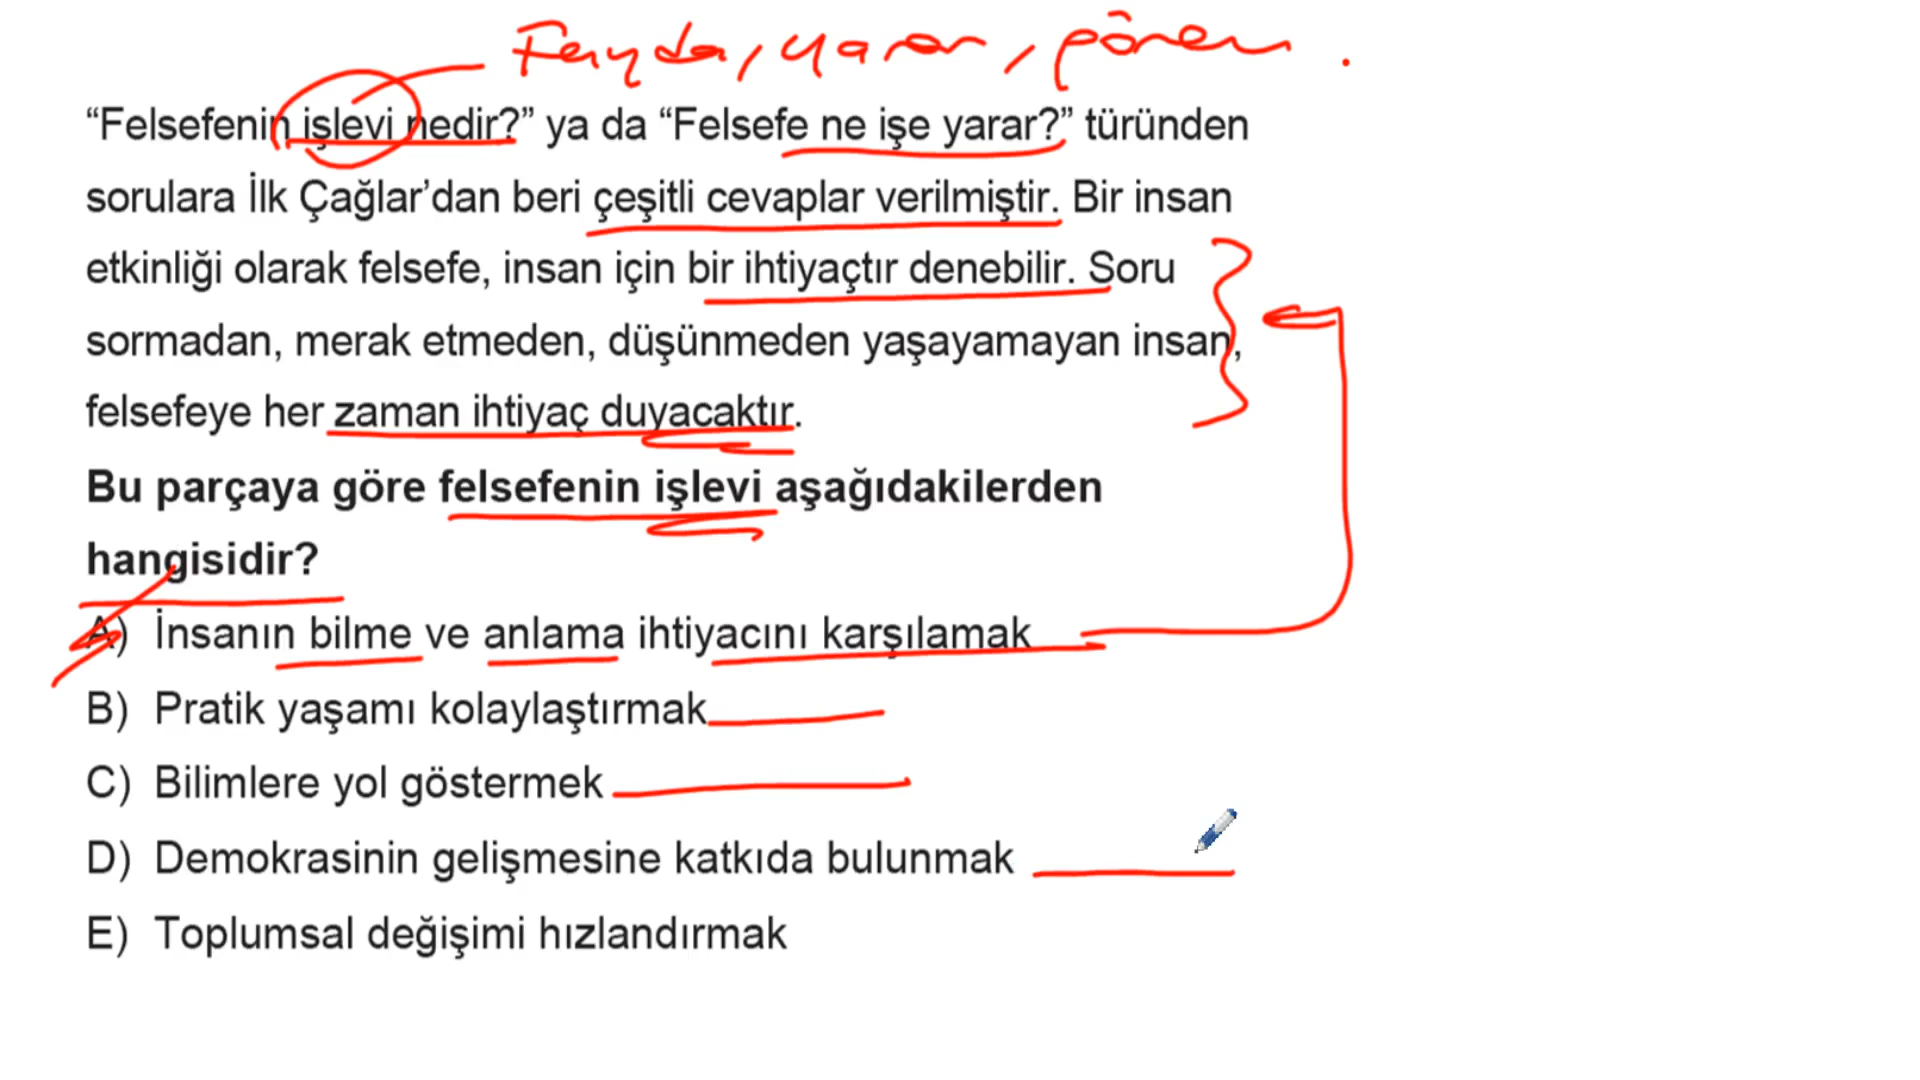 Fayda, yarar,
“Felsefenin işlevi nedir?” ya da “Felsefe ne işe yarar?” türünden
sorulara İlk Çağlar’dan beri çeşitli cevaplar verilmiştir. Bir insan
etkinliği olarak felsefe, insan için bir ihtiyaçtır denebilir. Soru
sormadan, merak etmeden, düşünmeden yaşayamayan insan,
felsefeye her zaman ihtiyaç duyacaktır.
Bu parçaya göre felsefenin işlevi aşağıdakilerden
hangisidir?
A) İnsanın bilme ve anlama ihtiyacını karşılamak
B) Pratik yaşamı kolaylaştırmak
C) Bilimlere yol göstermek
D) Demokrasinin gelişmesine katkıda bulunmak
E) Toplumsal değişimi hızlandırmak